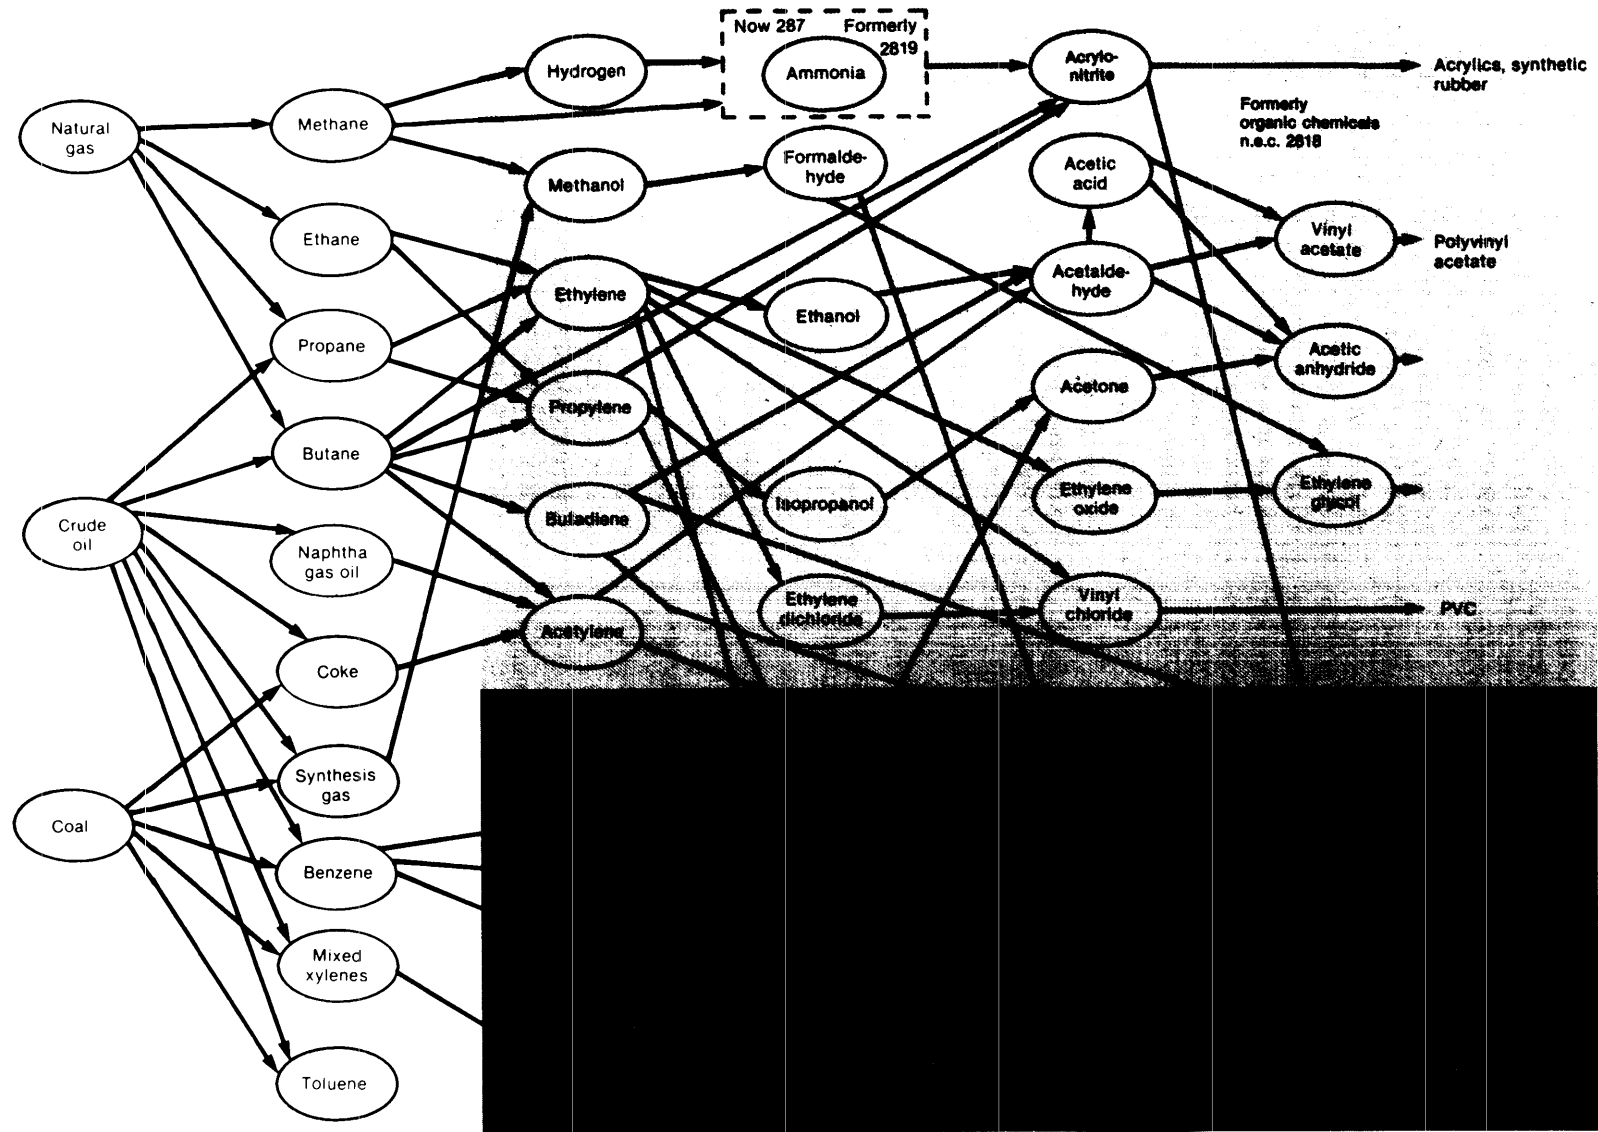 Now 287 Formerly
2819
Hydrogen
Ammonia
Acrylo-
nitrite
Acrylics, synthetic
rubber
Natural
gas
Methane
Formerly
organic chemicals
n.e.c. 2818
Methanol
Formalde-
hyde
Acetic
acid
Ethane
Vinyl
acetate
Polyvinyl
acetate
Ethylene
Ethanol
Acetalde-
hyde
Propane
Acetic
anhydride
Propylene
Acetone
Butane
Crude
oil
Butadiene
Isopropanol
Ethylene
oxide
Ethylene
glycol
Naphtha
gas oil
Acetylene
Ethylene
dichloride
Vinyl
chloride
PVC
Coke
Synthesis
gas
Coal
Benzene
Mixed
xylenes
Toluene